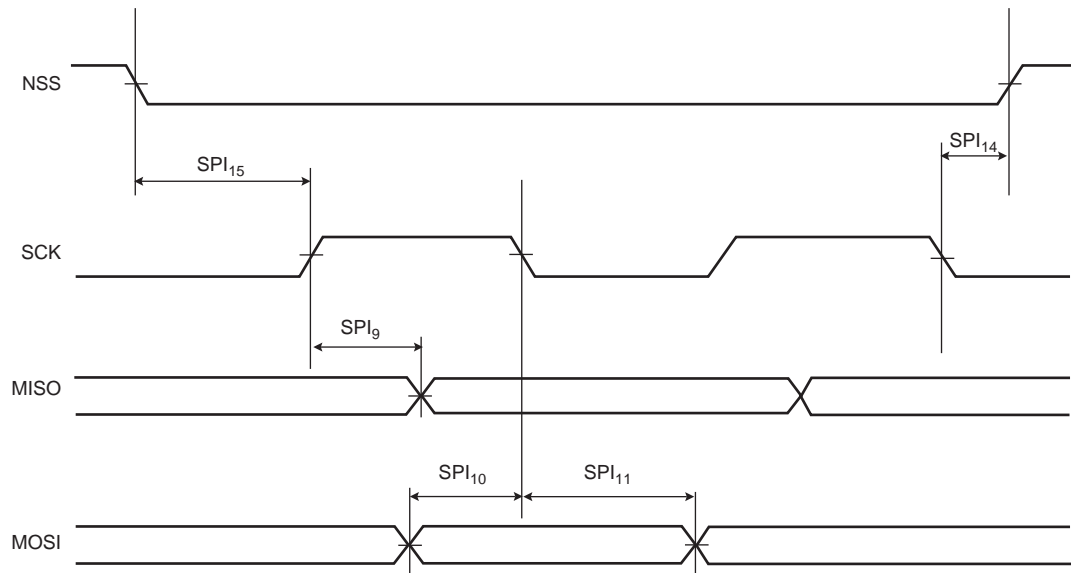 NSS
SPI₁₄
SPI₁₅
SCK
SPI₉
MISO
SPI₁₀ SPI₁₁
MOSI